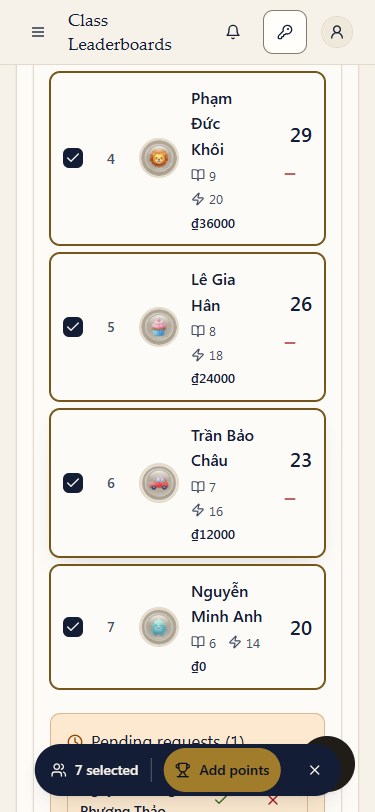 Class
Leaderboards
Phạm
Đức
Khôi
4
29
9
20
₫36000
Lê Gia
Hân
5
26
8
18
₫24000
Trần Bảo
Châu
6
23
7
16
₫12000
Nguyễn
Minh Anh
7
20
6 14
₫0
Pending requests (1)
7 selected
Add points
Phương Thảo